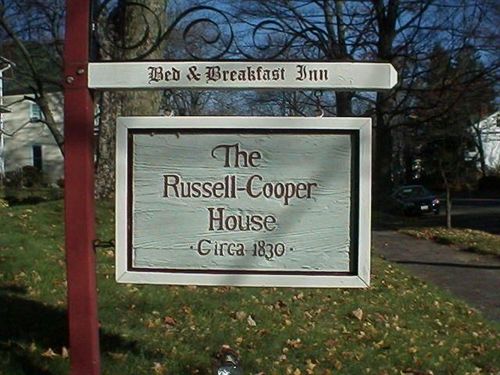 Bed & Breakfast Inn
The
Russell-Cooper
House
· Circa 1830 ·